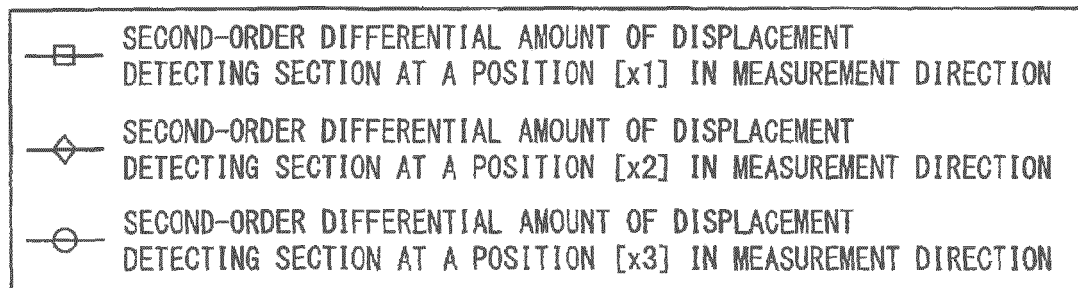 SECOND-ORDER DIFFERENTIAL AMOUNT OF DISPLACEMENT
DETECTING SECTION AT A POSITION [x1] IN MEASUREMENT DIRECTION
SECOND-ORDER DIFFERENTIAL AMOUNT OF DISPLACEMENT
DETECTING SECTION AT A POSITION [x2] IN MEASUREMENT DIRECTION
SECOND-ORDER DIFFERENTIAL AMOUNT OF DISPLACEMENT
DETECTING SECTION AT A POSITION [x3] IN MEASUREMENT DIRECTION